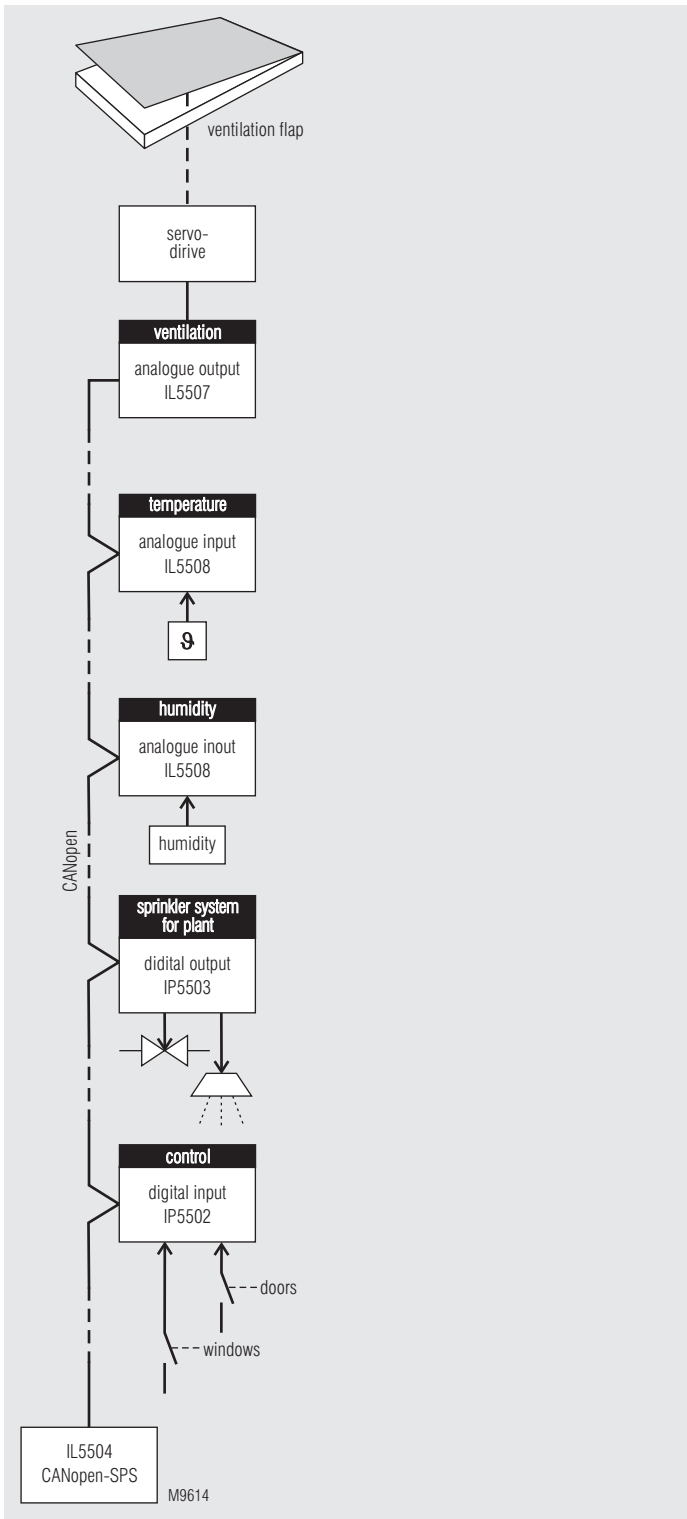 ventilation flap
servo-
dirive
ventilation
analogue output
IL5507
temperature
analogue input
IL5508
ϑ
humidity
analogue inout
IL5508
humidity
CANopen
sprinkler system
for plant
didital output
IP5503
control
digital input
IP5502
doors
windows
IL5504
CANopen-SPS
M9614